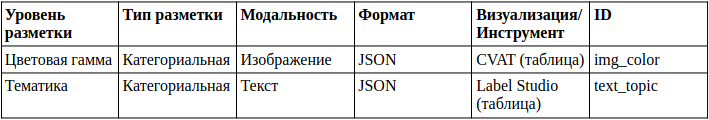 Уровень разметки Тип разметки Модальность Формат Визуализация/Инструмент ID
Цветовая гамма Категориальная Изображение JSON CVAT (таблица) img_color
Тематика Категориальная Текст JSON Label Studio (таблица) text_topic